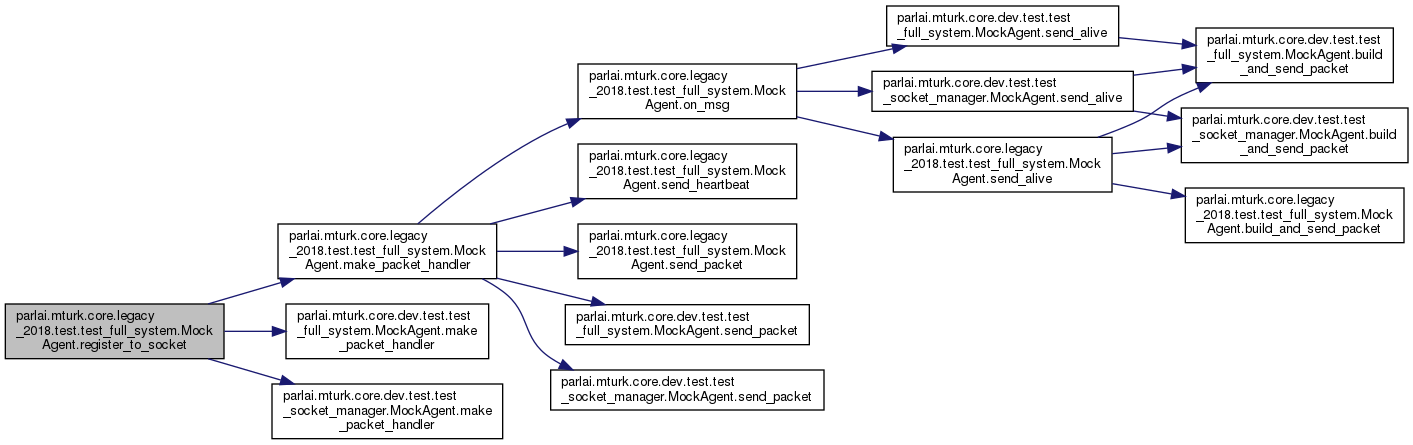 parlai.mturk.core.legacy
_2018.test.test_full_system.Mock
Agent.register_to_socket
parlai.mturk.core.legacy
_2018.test.test_full_system.Mock
Agent.make_packet_handler
parlai.mturk.core.dev.test.test
_full_system.MockAgent.make
_packet_handler
parlai.mturk.core.dev.test.test
_socket_manager.MockAgent.make
_packet_handler
parlai.mturk.core.legacy
_2018.test.test_full_system.Mock
Agent.on_msg
parlai.mturk.core.legacy
_2018.test.test_full_system.Mock
Agent.send_heartbeat
parlai.mturk.core.legacy
_2018.test.test_full_system.Mock
Agent.send_packet
parlai.mturk.core.dev.test.test
_full_system.MockAgent.send_packet
parlai.mturk.core.dev.test.test
_socket_manager.MockAgent.send_packet
parlai.mturk.core.dev.test.test
_full_system.MockAgent.send_alive
parlai.mturk.core.dev.test.test
_socket_manager.MockAgent.send_alive
parlai.mturk.core.legacy
_2018.test.test_full_system.Mock
Agent.send_alive
parlai.mturk.core.dev.test.test
_full_system.MockAgent.build
_and_send_packet
parlai.mturk.core.dev.test.test
_socket_manager.MockAgent.build
_and_send_packet
parlai.mturk.core.legacy
_2018.test.test_full_system.Mock
Agent.build_and_send_packet